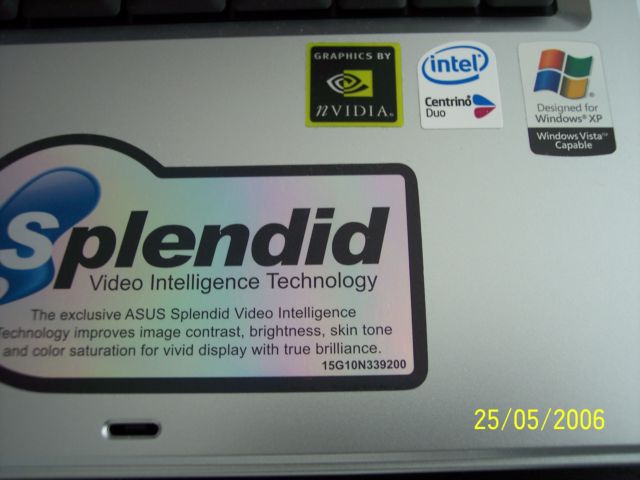 GRAPHICS BY
nVIDIA®
intel
Centrino
Duo
Designed for
Windows® XP
Windows Vista™
Capable
Splendid
Video Intelligence Technology
The exclusive ASUS Splendid Video Intelligence
Technology improves image contrast, brightness, skin tone
and color saturation for vivid display with true brilliance.
15G10N339200
25/05/2006